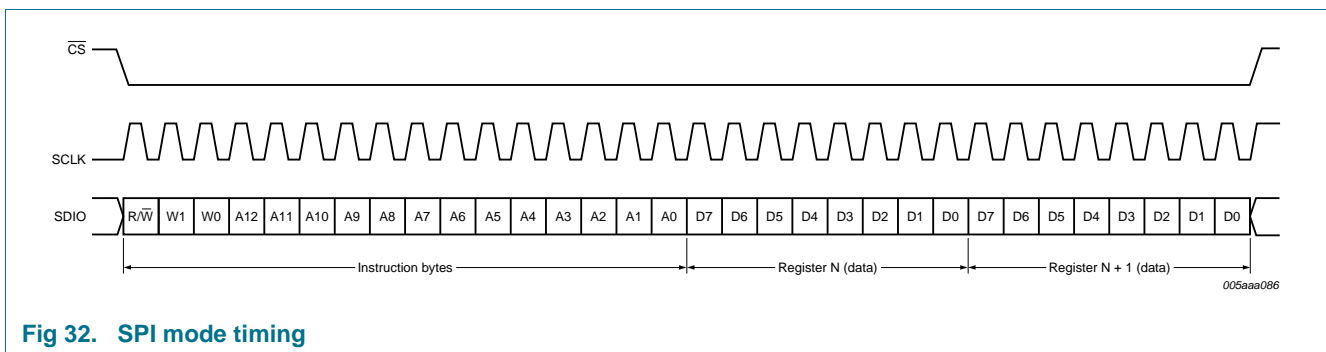 CS
SCLK
SDIO R/W W1 W0 A12 A11 A10 A9 A8 A7 A6 A5 A4 A3 A2 A1 A0 D7 D6 D5 D4 D3 D2 D1 D0 D7 D6 D5 D4 D3 D2 D1 D0
Instruction bytes Register N (data) Register N + 1 (data)
005aaa086
Fig 32. SPI mode timing